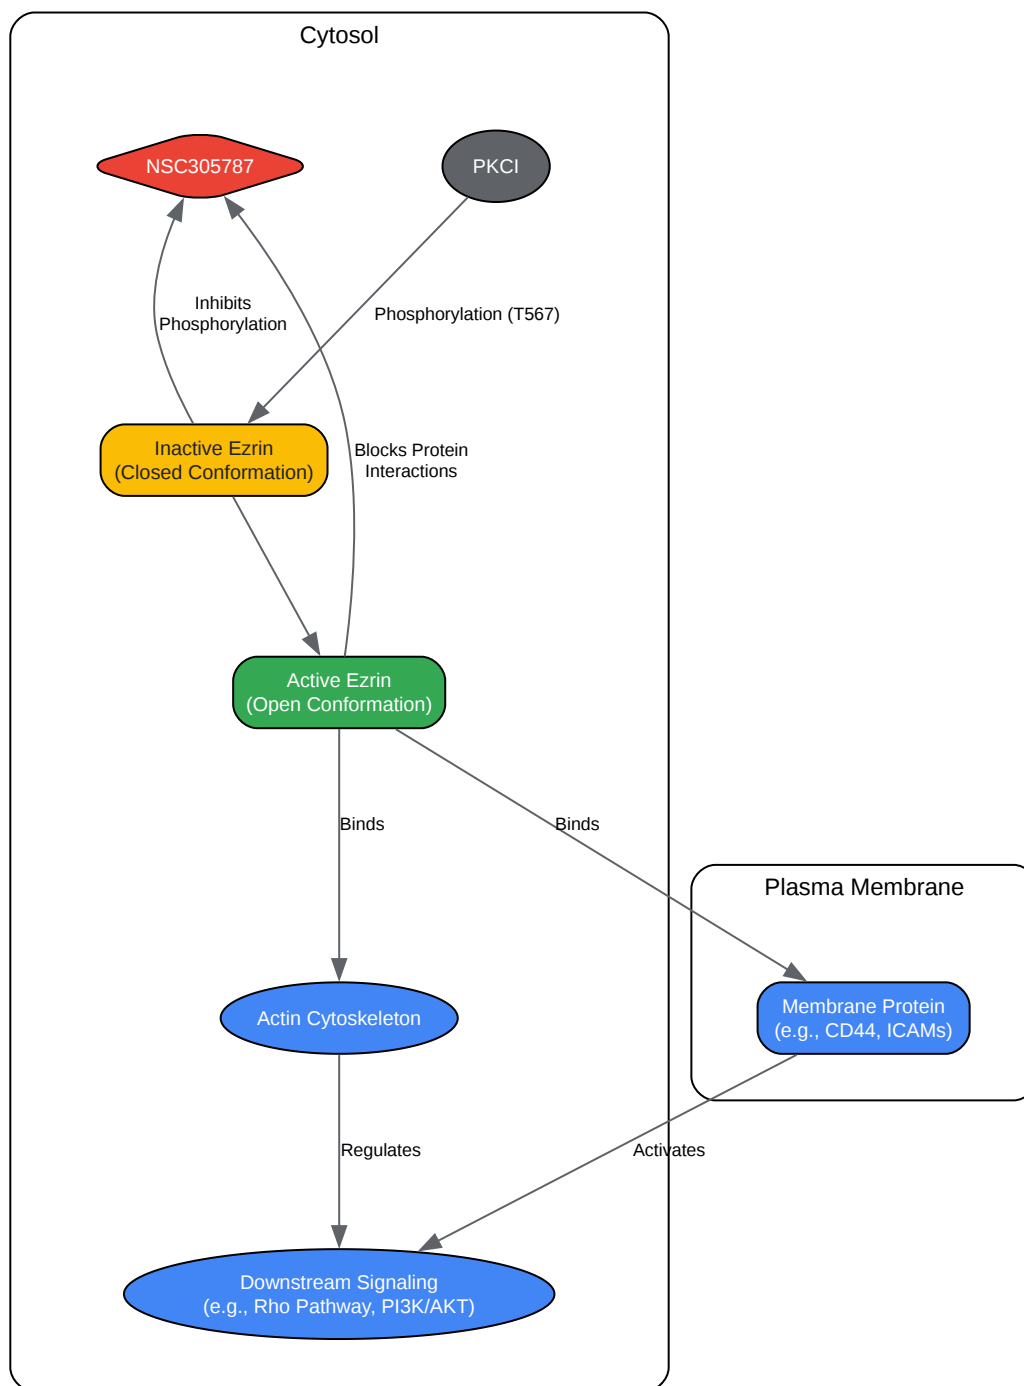 Cytosol
NSC305787
PKCI
Inhibits
Phosphorylation
Phosphorylation (T567)
Inactive Ezrin
(Closed Conformation)
Blocks Protein
Interactions
Active Ezrin
(Open Conformation)
Binds
Binds
Plasma Membrane
Actin Cytoskeleton
Membrane Protein
(e.g., CD44, ICAMs)
Regulates
Activates
Downstream Signaling
(e.g., Rho Pathway, PI3K/AKT)